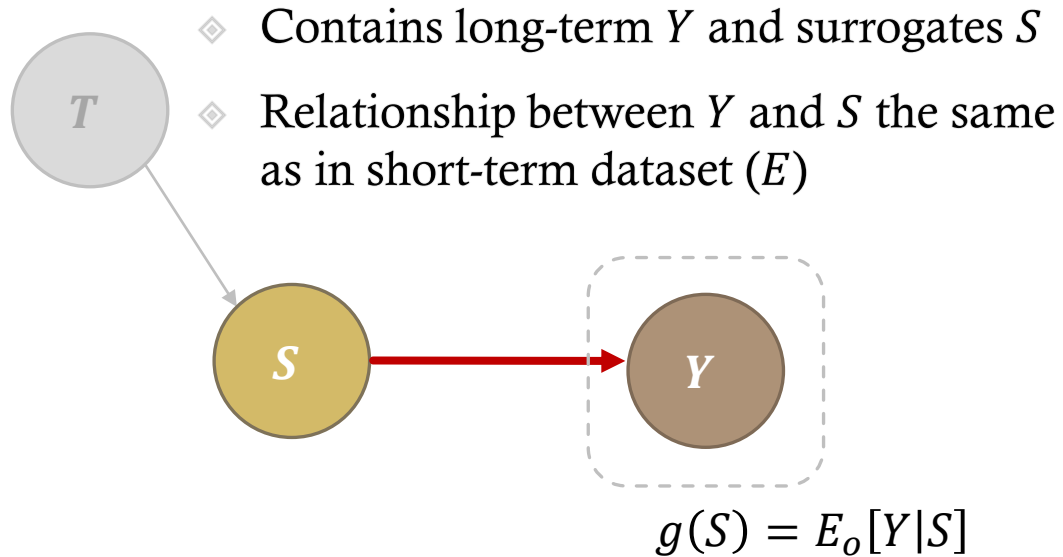 Contains long-term Y and surrogates S
T
Relationship between Y and S the same
as in short-term dataset (E)
S
Y
g(S) = E_o[Y|S]